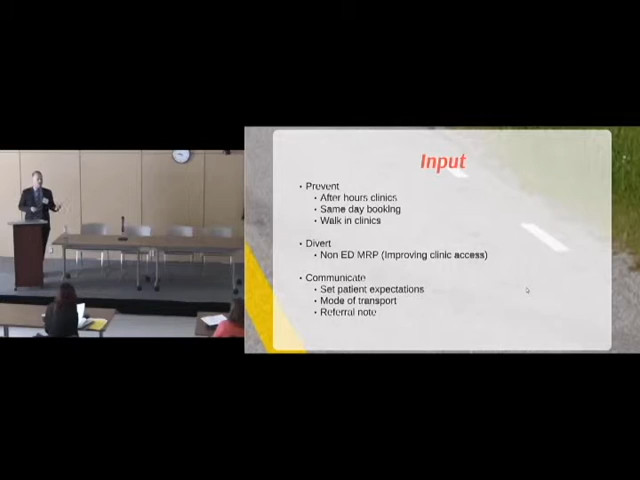 Input
• Prevent
• After hours clinics
• Same day booking
• Walk in clinics
• Divert
• Non ED MRP (Improving clinic access)
• Communicate
• Set patient expectations
• Mode of transport
• Referral note